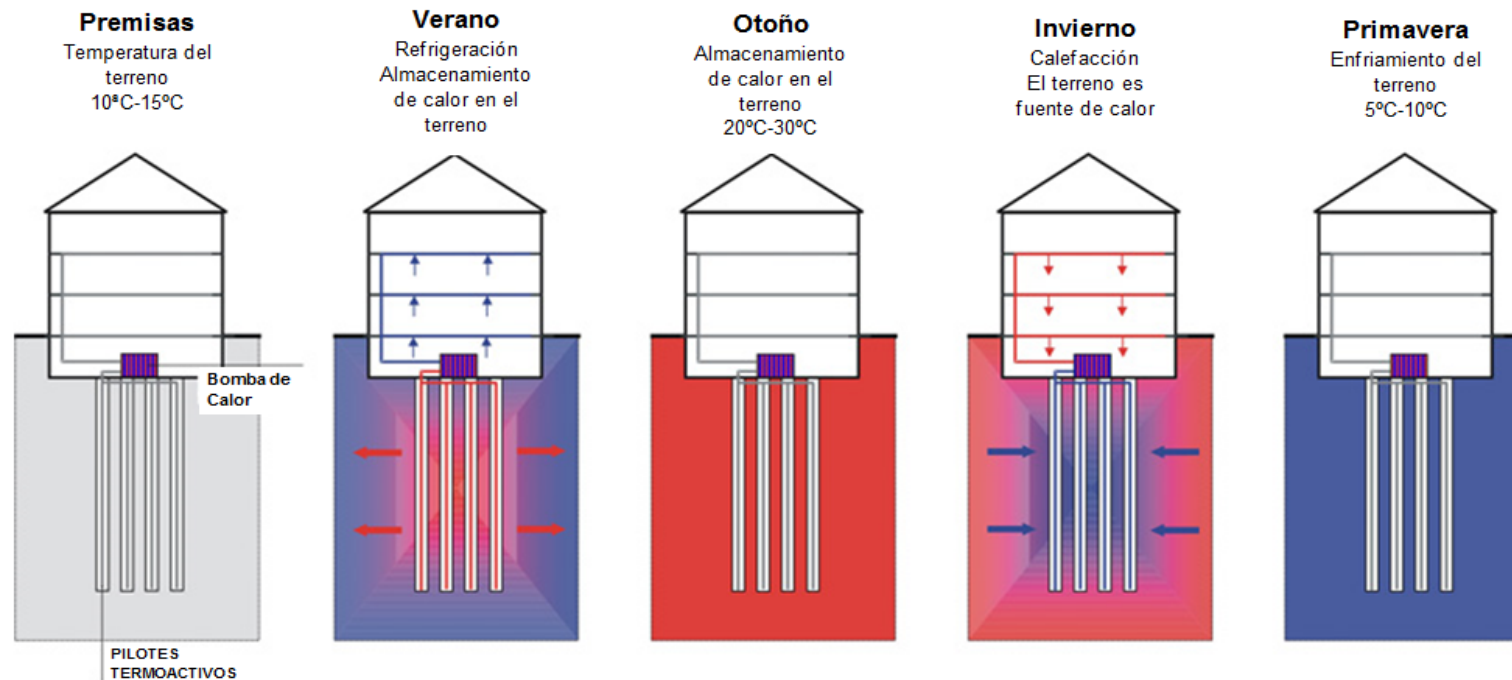 Premisas
Temperatura del
terreno
10ªC-15ºC
Verano
Refrigeración
Almacenamiento
de calor en el
terreno
Otoño
Almacenamiento
de calor en el
terreno
20ºC-30ºC
Invierno
Calefacción
El terreno es
fuente de calor
Primavera
Enfriamiento del
terreno
5ºC-10ºC
Bomba de
Calor
PILOTES
TERMOACTIVOS